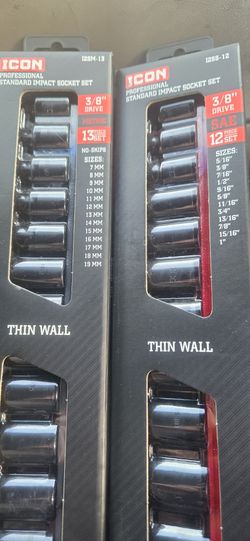 I2SM-13
ICON
PROFESSIONAL
STANDARD IMPACT SOCKET SET
3/8"
DRIVE
METRIC
13 PIECE SET
NO-SKIPS
SIZES:
7 MM
8 MM
9 MM
10 MM
11 MM
12 MM
13 MM
14 MM
15 MM
16 MM
17 MM
18 MM
19 MM
THIN WALL
I2SS-12
ICON
PROFESSIONAL
STANDARD IMPACT SOCKET SET
3/8"
DRIVE
SAE
12 PIECE SET
SIZES:
5/16"
3/8"
7/16"
1/2"
9/16"
5/8"
11/16"
3/4"
13/16"
7/8"
15/16"
1"
THIN WALL